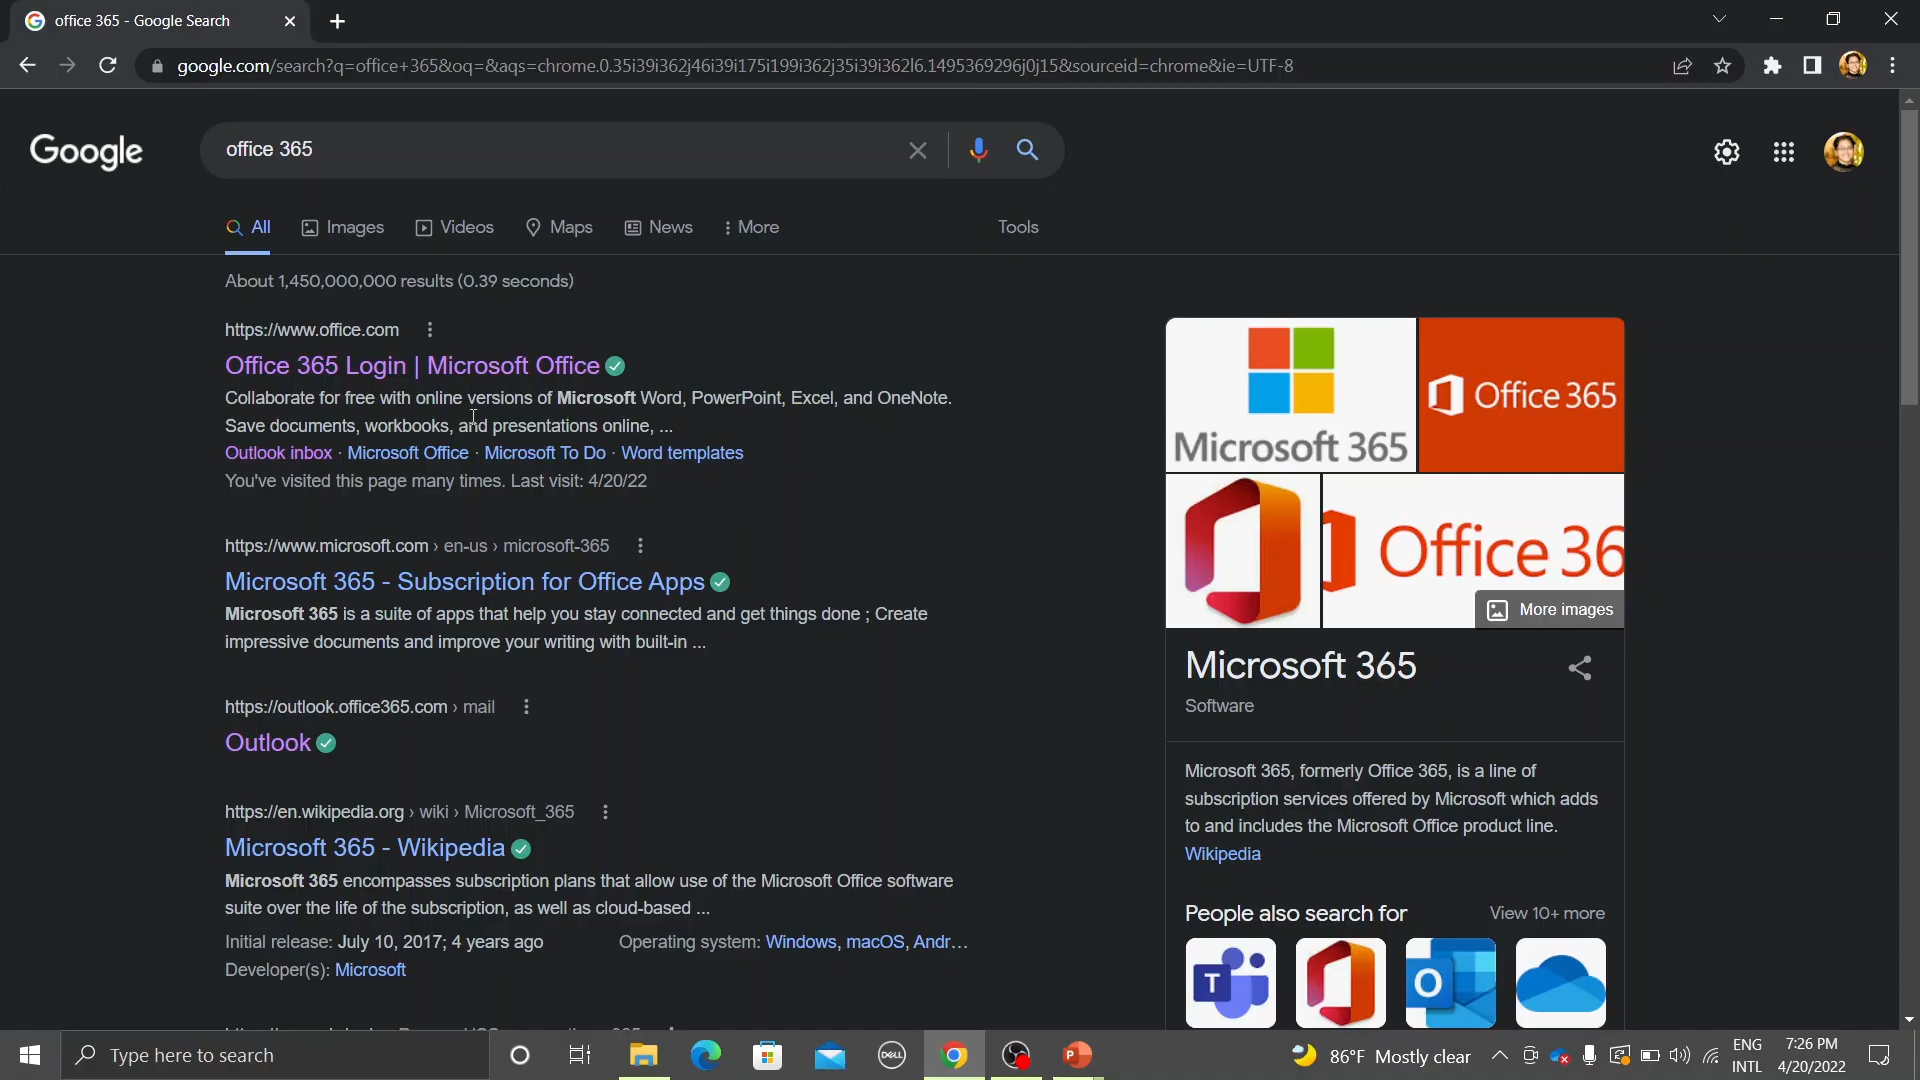 office 365 - Google Search
google.com/search?q=office+365&oq=&aqs=chrome.0.35i39i362j46i39i175i199i362j35i39i362l6.1495369296j0j15&sourceid=chrome&ie=UTF-8
Google
office 365
All Images Videos Maps News More Tools
About 1,450,000,000 results (0.39 seconds)
https://www.office.com
Office 365 Login | Microsoft Office
Collaborate for free with online versions of Microsoft Word, PowerPoint, Excel, and OneNote.
Save documents, workbooks, and presentations online, ...
Outlook inbox · Microsoft Office · Microsoft To Do · Word templates
You've visited this page many times. Last visit: 4/20/22
https://www.microsoft.com › en-us › microsoft-365
Microsoft 365 - Subscription for Office Apps
Microsoft 365 is a suite of apps that help you stay connected and get things done ; Create
impressive documents and improve your writing with built-in ...
https://outlook.office365.com › mail
Outlook
https://en.wikipedia.org › wiki › Microsoft_365
Microsoft 365 - Wikipedia
Microsoft 365 encompasses subscription plans that allow use of the Microsoft Office software
suite over the life of the subscription, as well as cloud-based ...
Initial release: July 10, 2017; 4 years ago Operating system: Windows, macOS, Andr...
Developer(s): Microsoft
Microsoft 365
Office 365
Office 36
More images
Microsoft 365
Software
Microsoft 365, formerly Office 365, is a line of
subscription services offered by Microsoft which adds
to and includes the Microsoft Office product line.
Wikipedia
People also search for View 10+ more
T
O
Type here to search
DELL
P
86°F Mostly clear
ENG
INTL
7:26 PM
4/20/2022